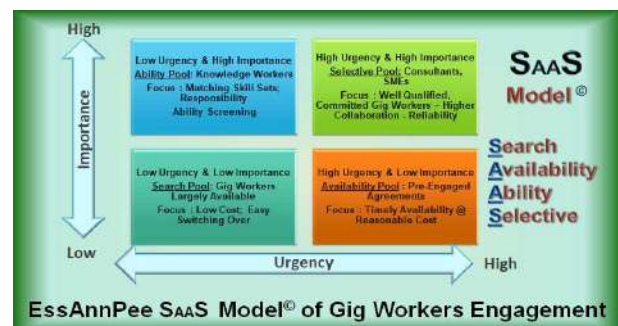 High
Importance
Low
Low Urgency & High Importance
Ability Pool: Knowledge Workers
Focus : Matching Skill Sets;
Responsibility
Ability Screening
High Urgency & High Importance
Selective Pool: Consultants,
SMEs
Focus : Well Qualified,
Committed Gig Workers - Higher
Collaboration - Reliability
Low Urgency & Low Importance
Search Pool: Gig Workers
Largely Available
Focus : Low Cost; Easy
Switching Over
High Urgency & Low Importance
Availability Pool : Pre-Engaged
Agreements
Focus : Timely Availability @
Reasonable Cost
SAAS
Model ©
Search
Availability
Ability
Selective
Urgency
High
EssAnnPee SAAS Model© of Gig Workers Engagement